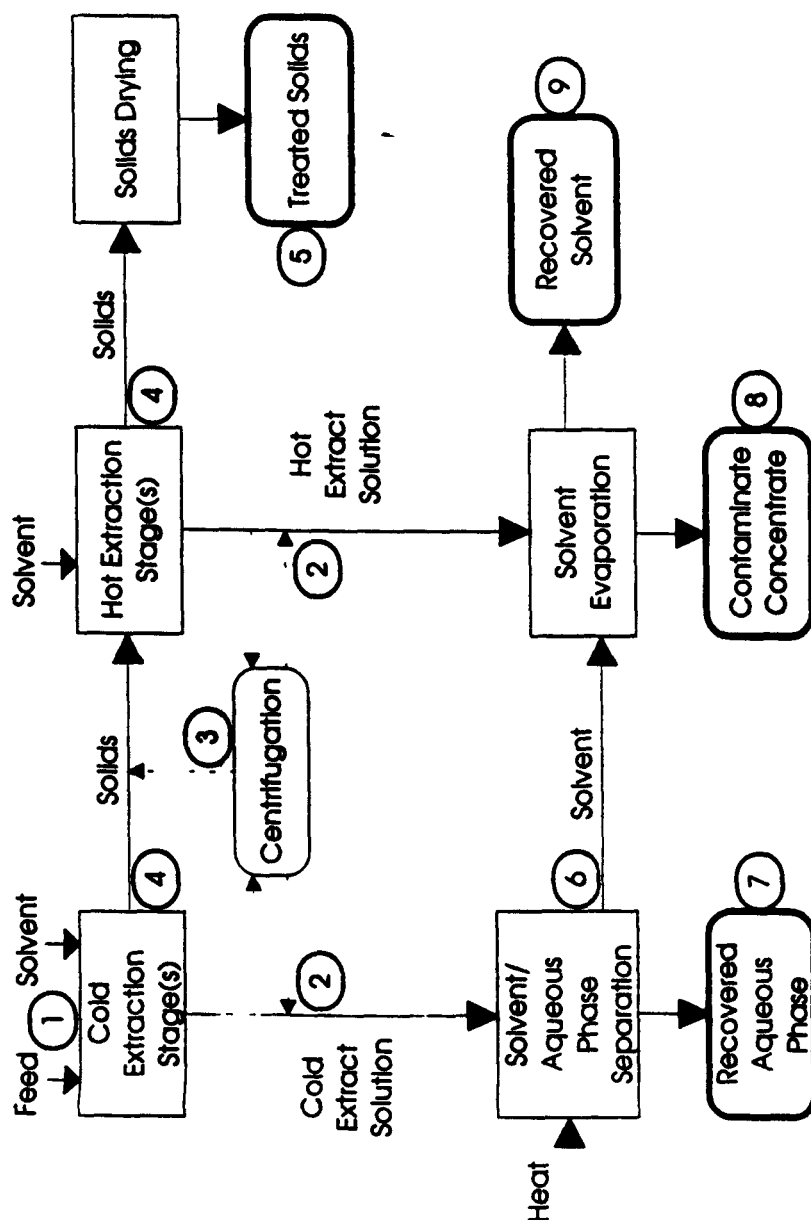 Feed
Solvent
1
Cold
Extraction
Stage(s)
4
Solids
Solvent
Hot Extraction
Stage(s)
4
Solids
Solids Drying
3
Centrifugation
5
Treated Solids
Cold
Extract
Solution
2
2
Hot
Extract
Solution
Heat
Solvent/
Aqueous
Phase
Separation
6
Solvent
Solvent
Evaporation
Recovered
Solvent
9
7
Recovered
Aqueous
Phase
8
Contaminate
Concentrate